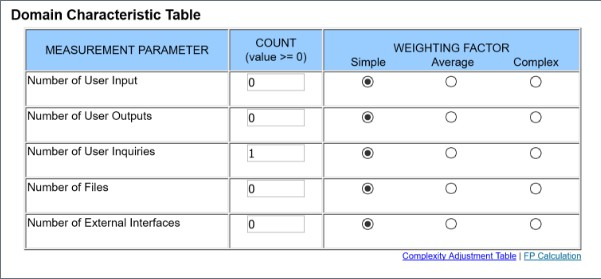 Domain Characteristic Table
MEASUREMENT PARAMETER
COUNT
(value >= 0)
WEIGHTING FACTOR
Simple Average Complex
Number of User Input 0
Number of User Outputs 0
Number of User Inquiries 1
Number of Files 0
Number of External Interfaces 0
Complexity Adjustment Table | FP Calculation